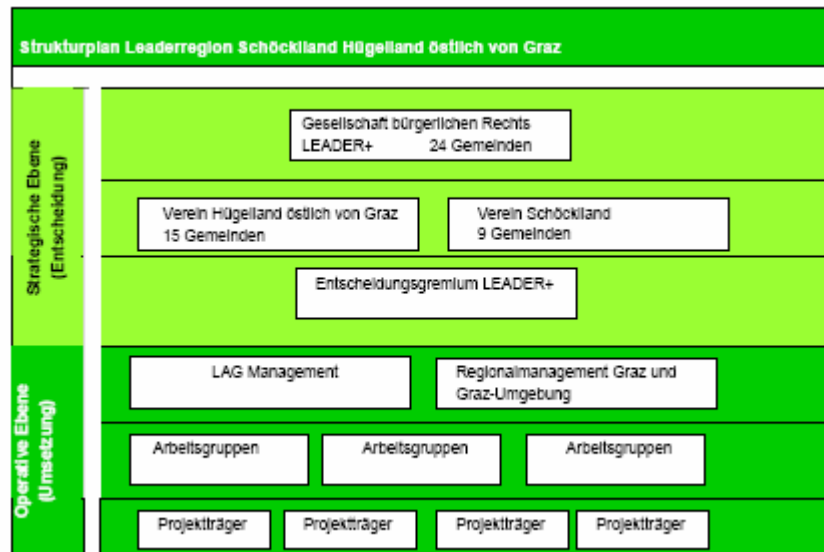 Strukturplan Leaderregion Schöcklland Hügelland östlich von Graz
Strategische Ebene
(Entscheidung)
Gesellschaft bürgerlichen Rechts
LEADER+ 24 Gemeinden
Verein Hügelland östlich von Graz
15 Gemeinden
Verein Schöcklland
9 Gemeinden
Entscheidungsgremium LEADER+
Operative Ebene
(Umsetzung)
LAG Management
Regionalmanagement Graz und
Graz-Umgebung
Arbeitsgruppen
Arbeitsgruppen
Arbeitsgruppen
Projektträger
Projektträger
Projektträger
Projektträger